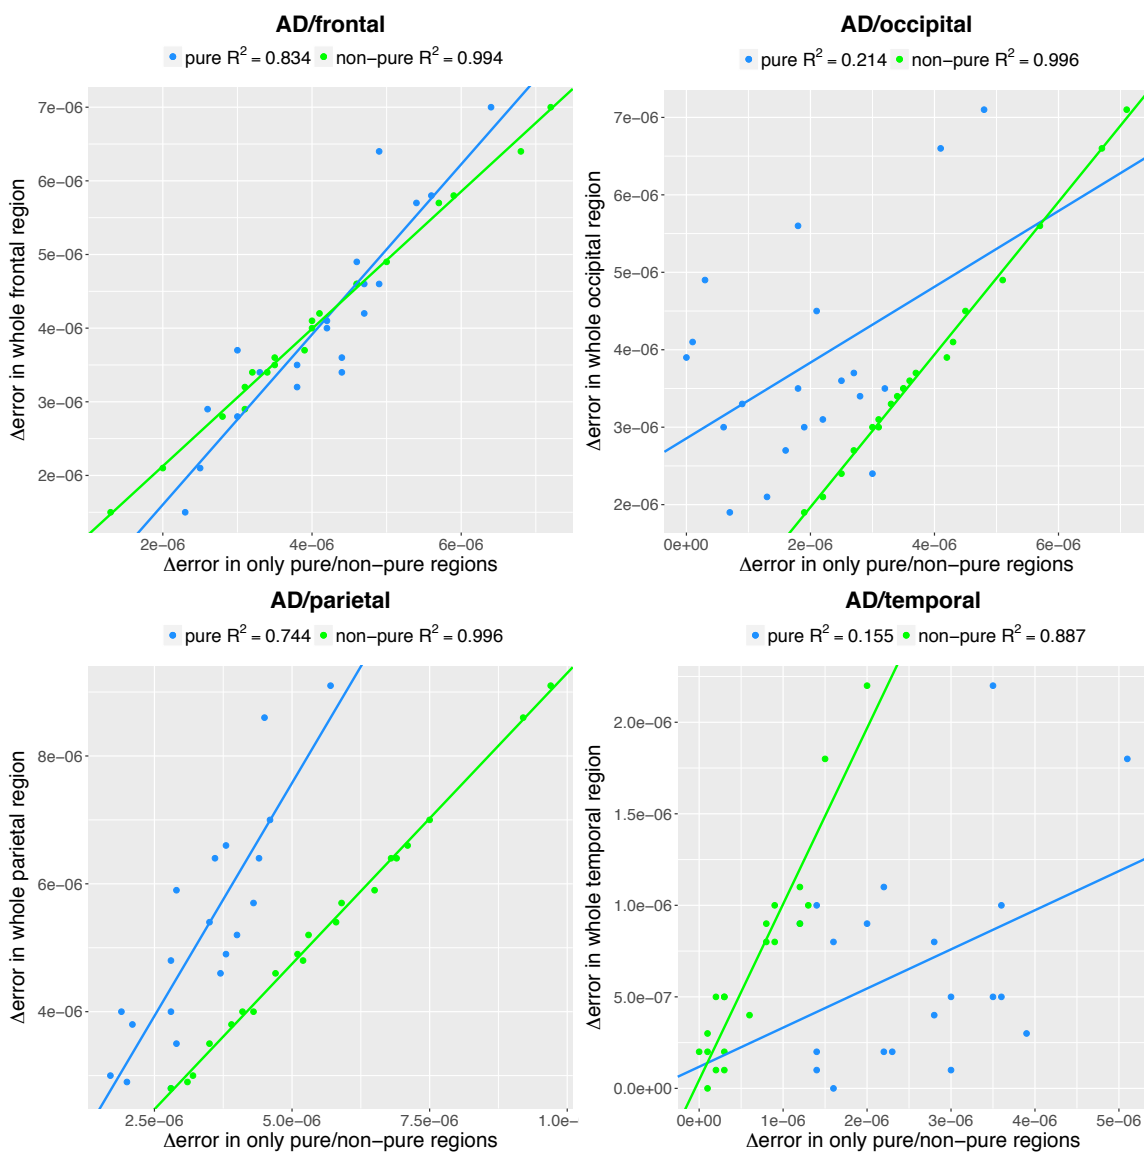 AD/frontal
pure R² = 0.834 non−pure R² = 0.994
7e−06
6e−06
5e−06
4e−06
3e−06
2e−06
Δerror in whole frontal region
2e−06 4e−06 6e−06
Δerror in only pure/non−pure regions
AD/occipital
pure R² = 0.214 non−pure R² = 0.996
7e−06
6e−06
5e−06
4e−06
3e−06
2e−06
Δerror in whole occipital region
0e+00 2e−06 4e−06 6e−06
Δerror in only pure/non−pure regions
AD/parietal
pure R² = 0.744 non−pure R² = 0.996
8e−06
6e−06
4e−06
Δerror in whole parietal region
2.5e−06 5.0e−06 7.5e−06 1.0e−
Δerror in only pure/non−pure regions
AD/temporal
pure R² = 0.155 non−pure R² = 0.887
2.0e−06
1.5e−06
1.0e−06
5.0e−07
0.0e+00
Δerror in whole temporal region
0e+00 1e−06 2e−06 3e−06 4e−06 5e−06
Δerror in only pure/non−pure regions